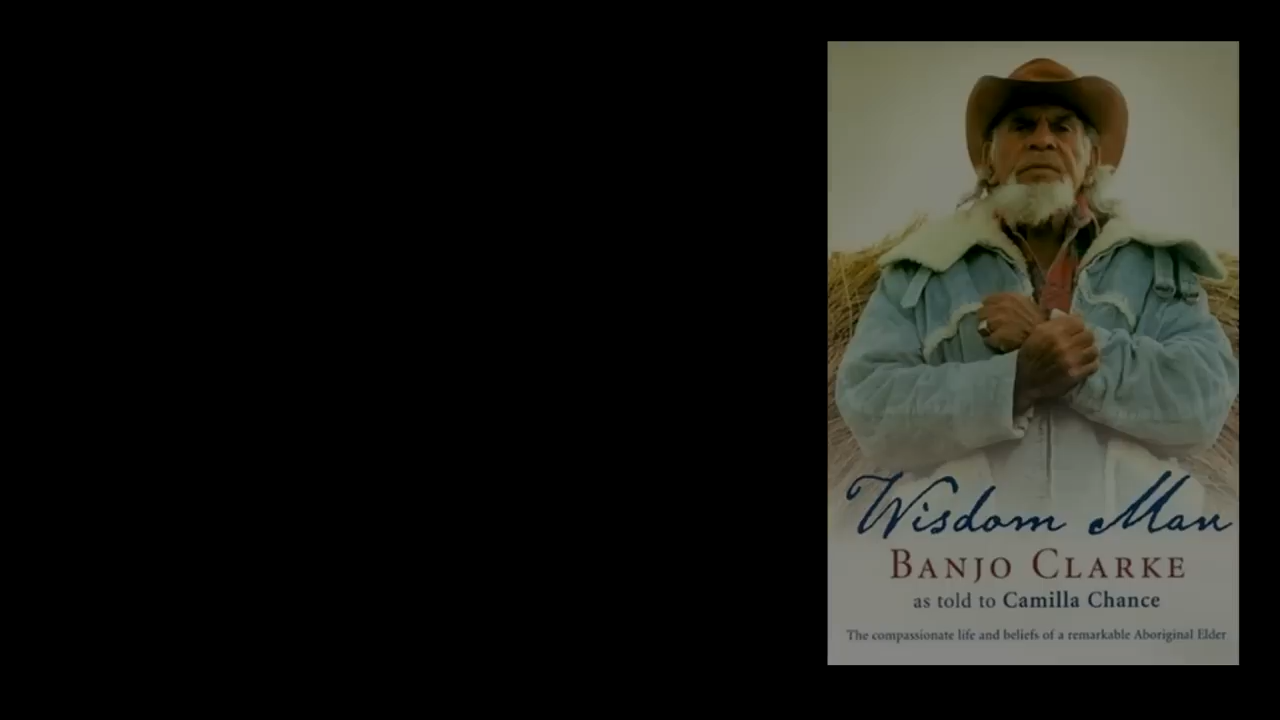 Wisdom Man
BANJO CLARKE
as told to Camilla Chance
The compassionate life and beliefs of a remarkable Aboriginal Elder